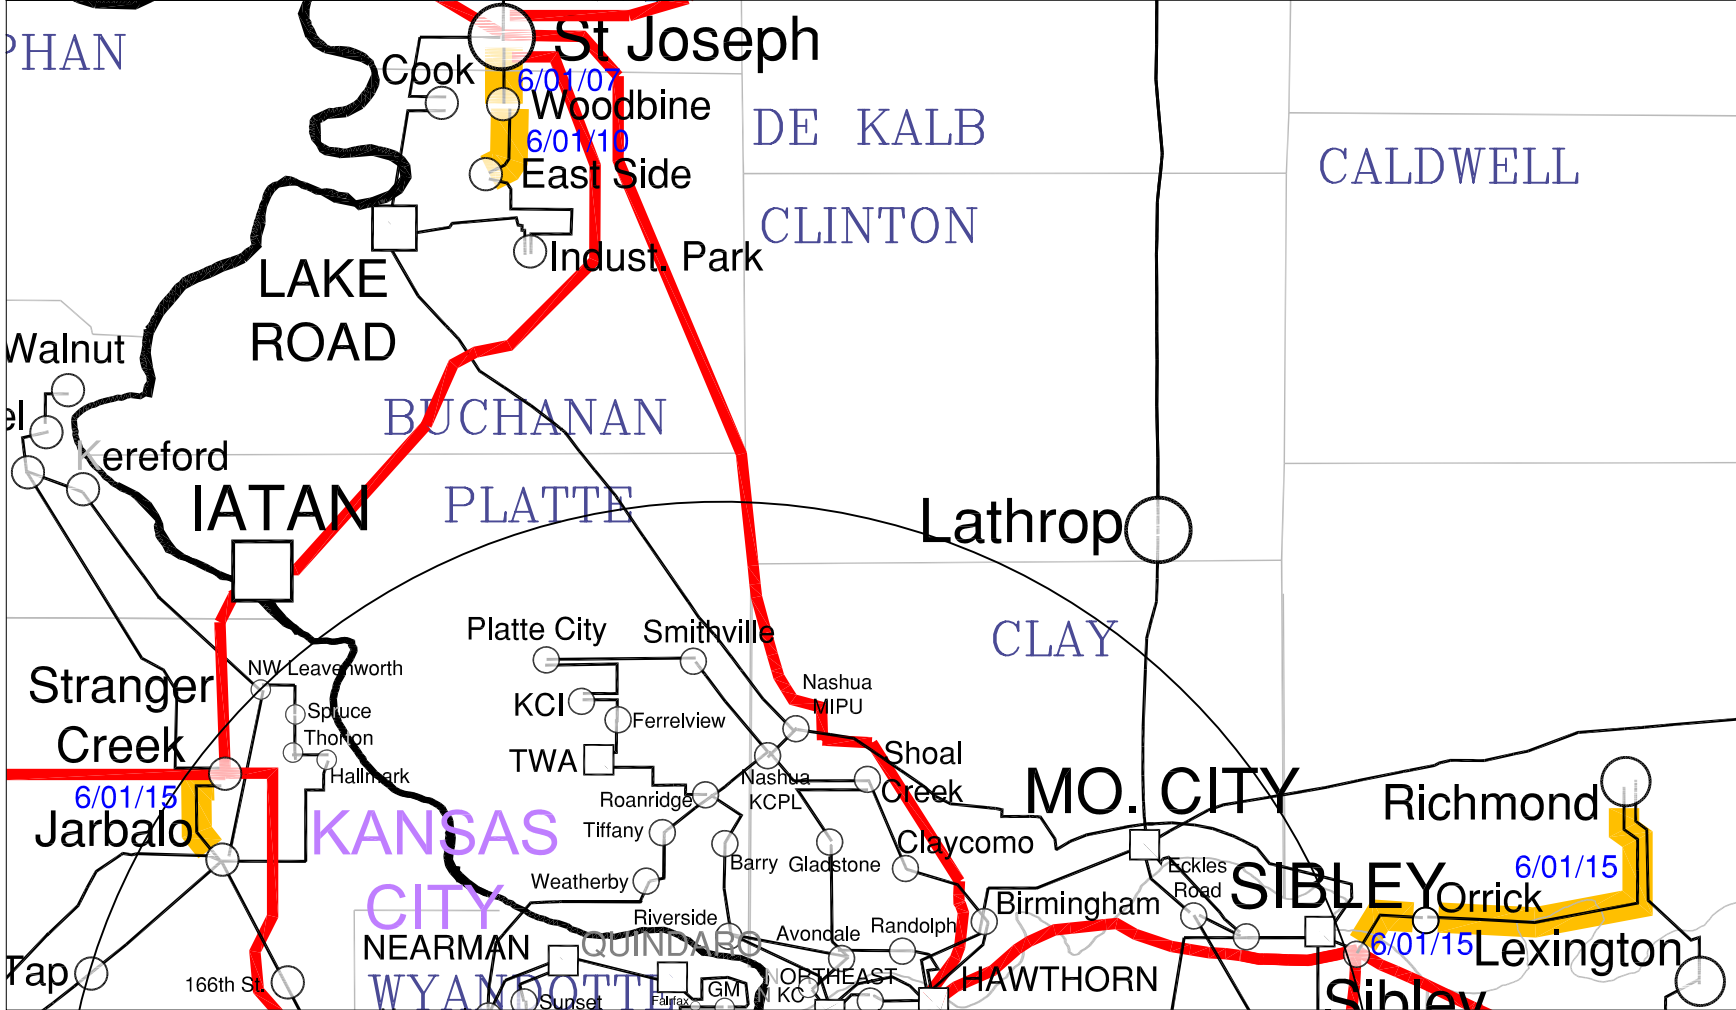 PHAN
St Joseph
Cook
6/01/07
Woodbine
6/01/10
East Side
DE KALB
CALDWELL
CLINTON
Indust. Park
LAKE
ROAD
Walnut
el
BUCHANAN
Kereford
IATAN
PLATTE
Lathrop
Platte City
Smithville
CLAY
NW Leavenworth
Stranger
Creek
Spruce
Thorton
Hallmark
KCI
Ferrelview
Nashua
MIPU
TWA
Nashua
KCPL
Shoal
Creek
MO. CITY
Richmond
6/01/15
Jarbalo
KANSAS
CITY
Roanridge
Tiffany
Barry
Gladstone
Claycomo
Weatherby
Eckles
Road
SIBLEY
6/01/15
Orrick
Riverside
Avondale
Randolph
Birmingham
6/01/15
Lexington
NEARMAN
QUINDARO
Tap
166th St.
WYANDOTTE
Sunset
Fairfax
GM
NORTHEAST
N KC
HAWTHORN
Sibley